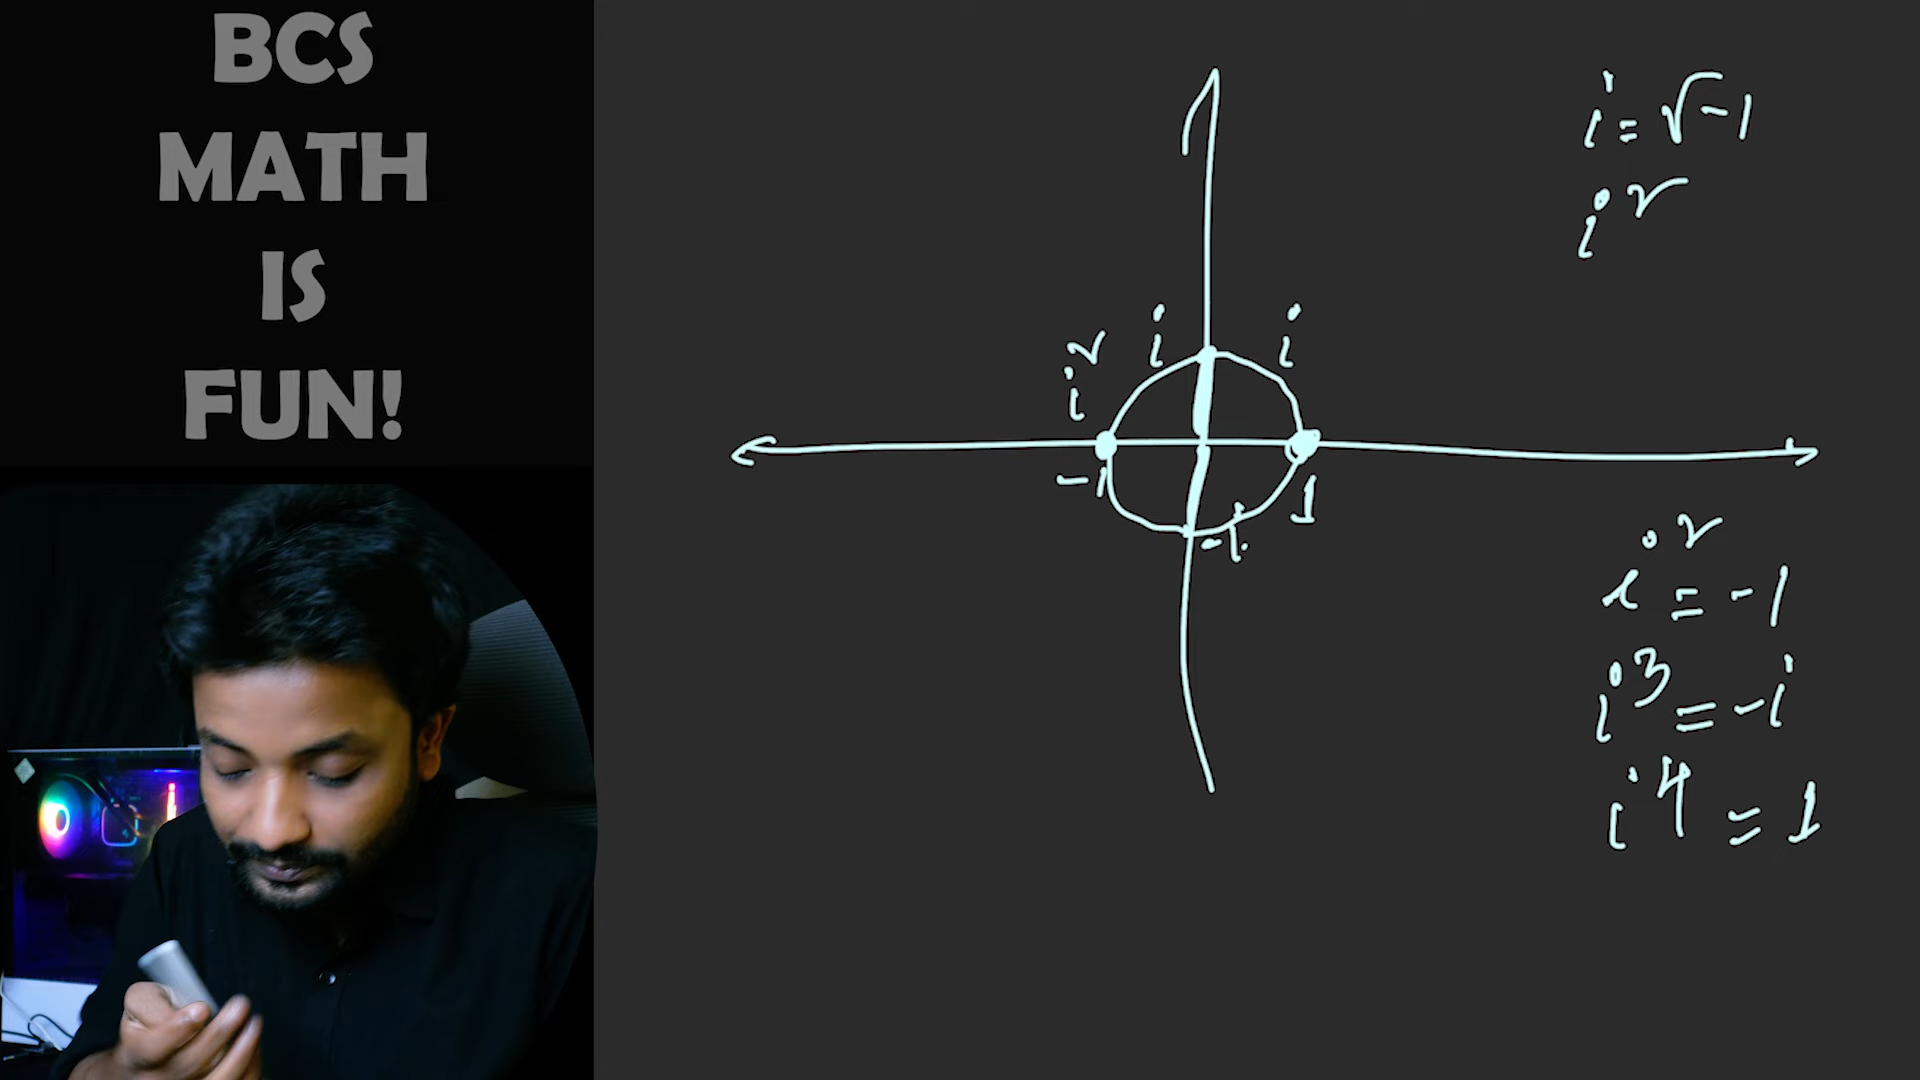 BCS
MATH
IS
FUN!
i = √-1
i²
i
i
i²
-1
1
-i
i² = -1
i³ = -i
i⁴ = 1